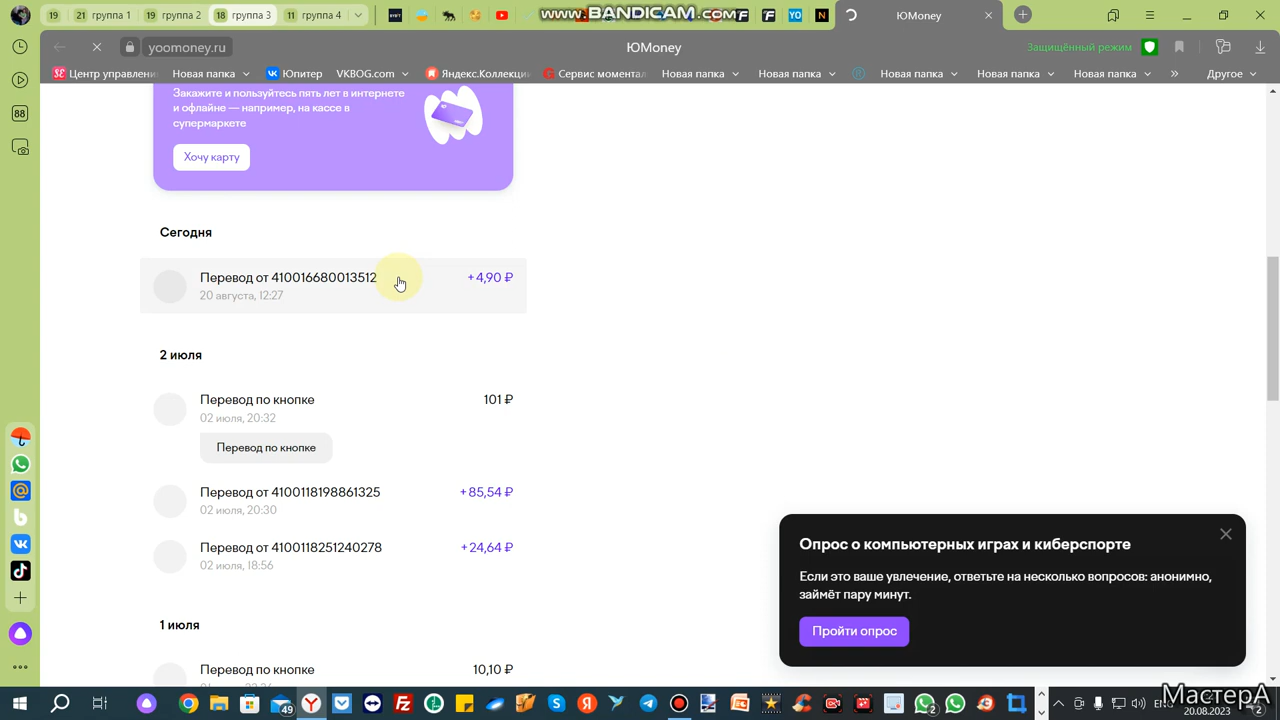 19 группа
21 группа 2
18 группа 3
11 группа 4
www.BANDICAM.com
ЮMoney
yoomoney.ru
ЮMoney
Защищённый режим
Центр управлени
Новая папка
Юпитер
VKBOG.com
Яндекс.Коллекци
Сервис моментал
Новая папка
Новая папка
Новая папка
Новая папка
Новая папка
Другое
Закажите и пользуйтесь пять лет в интернете
и офлайне — например, на кассе в
супермаркете
Хочу карту
Сегодня
Перевод от 410016680013512
+4,90 ₽
20 августа, 12:27
2 июля
Перевод по кнопке
101 ₽
02 июля, 20:32
Перевод по кнопке
Перевод от 4100118198861325
+85,54 ₽
02 июля, 20:30
Перевод от 4100118251240278
+24,64 ₽
02 июля, 18:56
1 июля
Перевод по кнопке
10,10 ₽
Опрос о компьютерных играх и киберспорте
Если это ваше увлечение, ответьте на несколько вопросов: анонимно,
займёт пару минут.
Пройти опрос
МастерА
20.08.2023